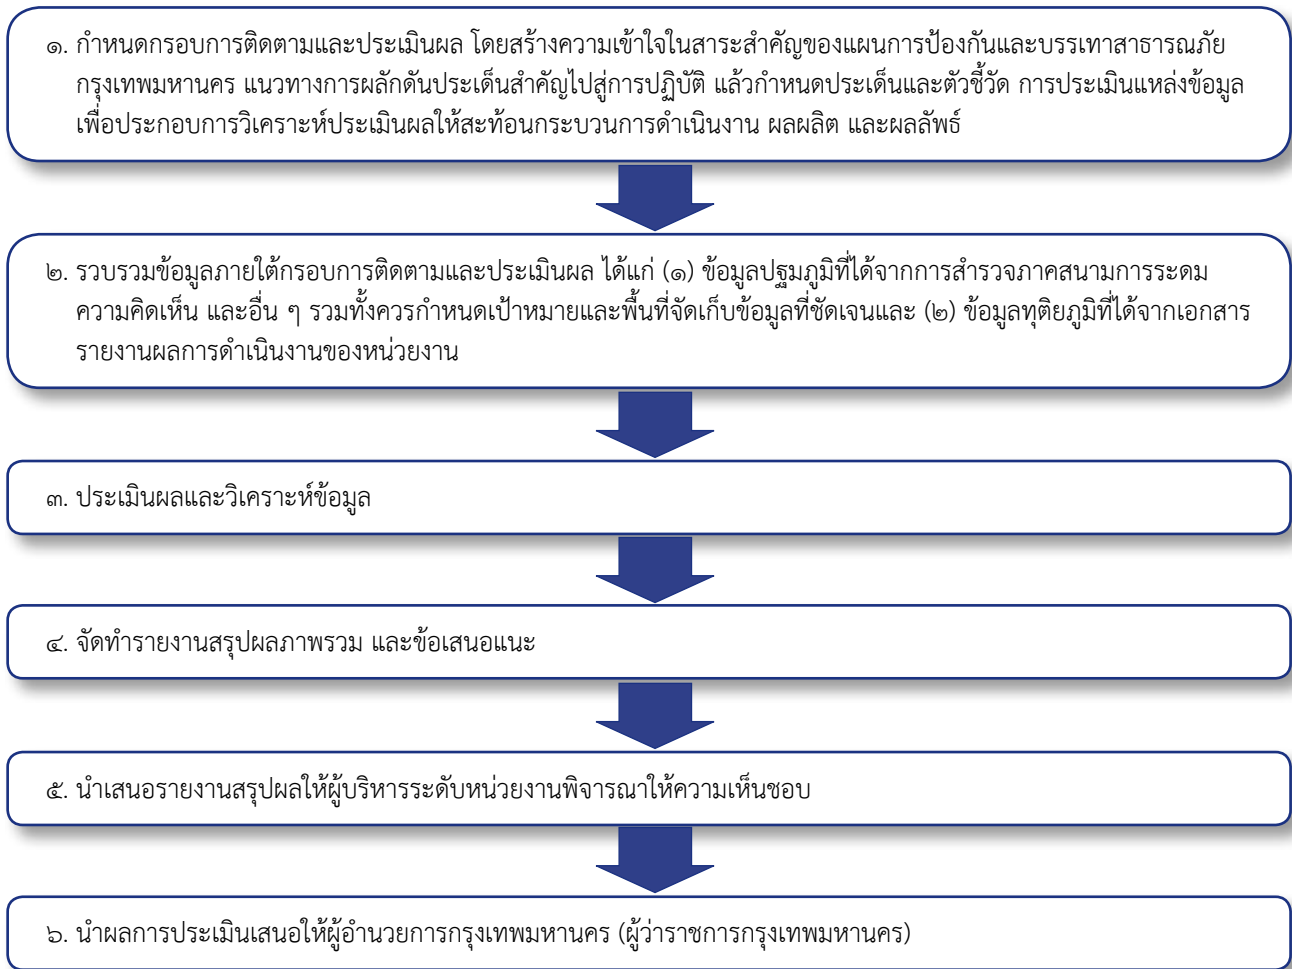 ๑. กำหนดกรอบการติดตามและประเมินผล โดยสร้างความเข้าใจในสาระสำคัญของแผนการป้องกันและบรรเทาสาธารณภัย
กรุงเทพมหานคร แนวทางการผลักดันประเด็นสำคัญไปสู่การปฏิบัติ แล้วกำหนดประเด็นและตัวชี้วัด การประเมินแหล่งข้อมูล
เพื่อประกอบการวิเคราะห์ประเมินผลให้สะท้อนกระบวนการดำเนินงาน ผลผลิต และผลลัพธ์
๒. รวบรวมข้อมูลภายใต้กรอบการติดตามและประเมินผล ได้แก่ (๑) ข้อมูลปฐมภูมิที่ได้จากการสำรวจภาคสนามการระดม
ความคิดเห็น และอื่น ๆ รวมทั้งควรกำหนดเป้าหมายและพื้นที่จัดเก็บข้อมูลที่ชัดเจนและ (๒) ข้อมูลทุติยภูมิที่ได้จากเอกสาร
รายงานผลการดำเนินงานของหน่วยงาน
๓. ประเมินผลและวิเคราะห์ข้อมูล
๔. จัดทำรายงานสรุปผลภาพรวม และข้อเสนอแนะ
๕. นำเสนอรายงานสรุปผลให้ผู้บริหารระดับหน่วยงานพิจารณาให้ความเห็นชอบ
๖. นำผลการประเมินเสนอให้ผู้อำนวยการกรุงเทพมหานคร (ผู้ว่าราชการกรุงเทพมหานคร)